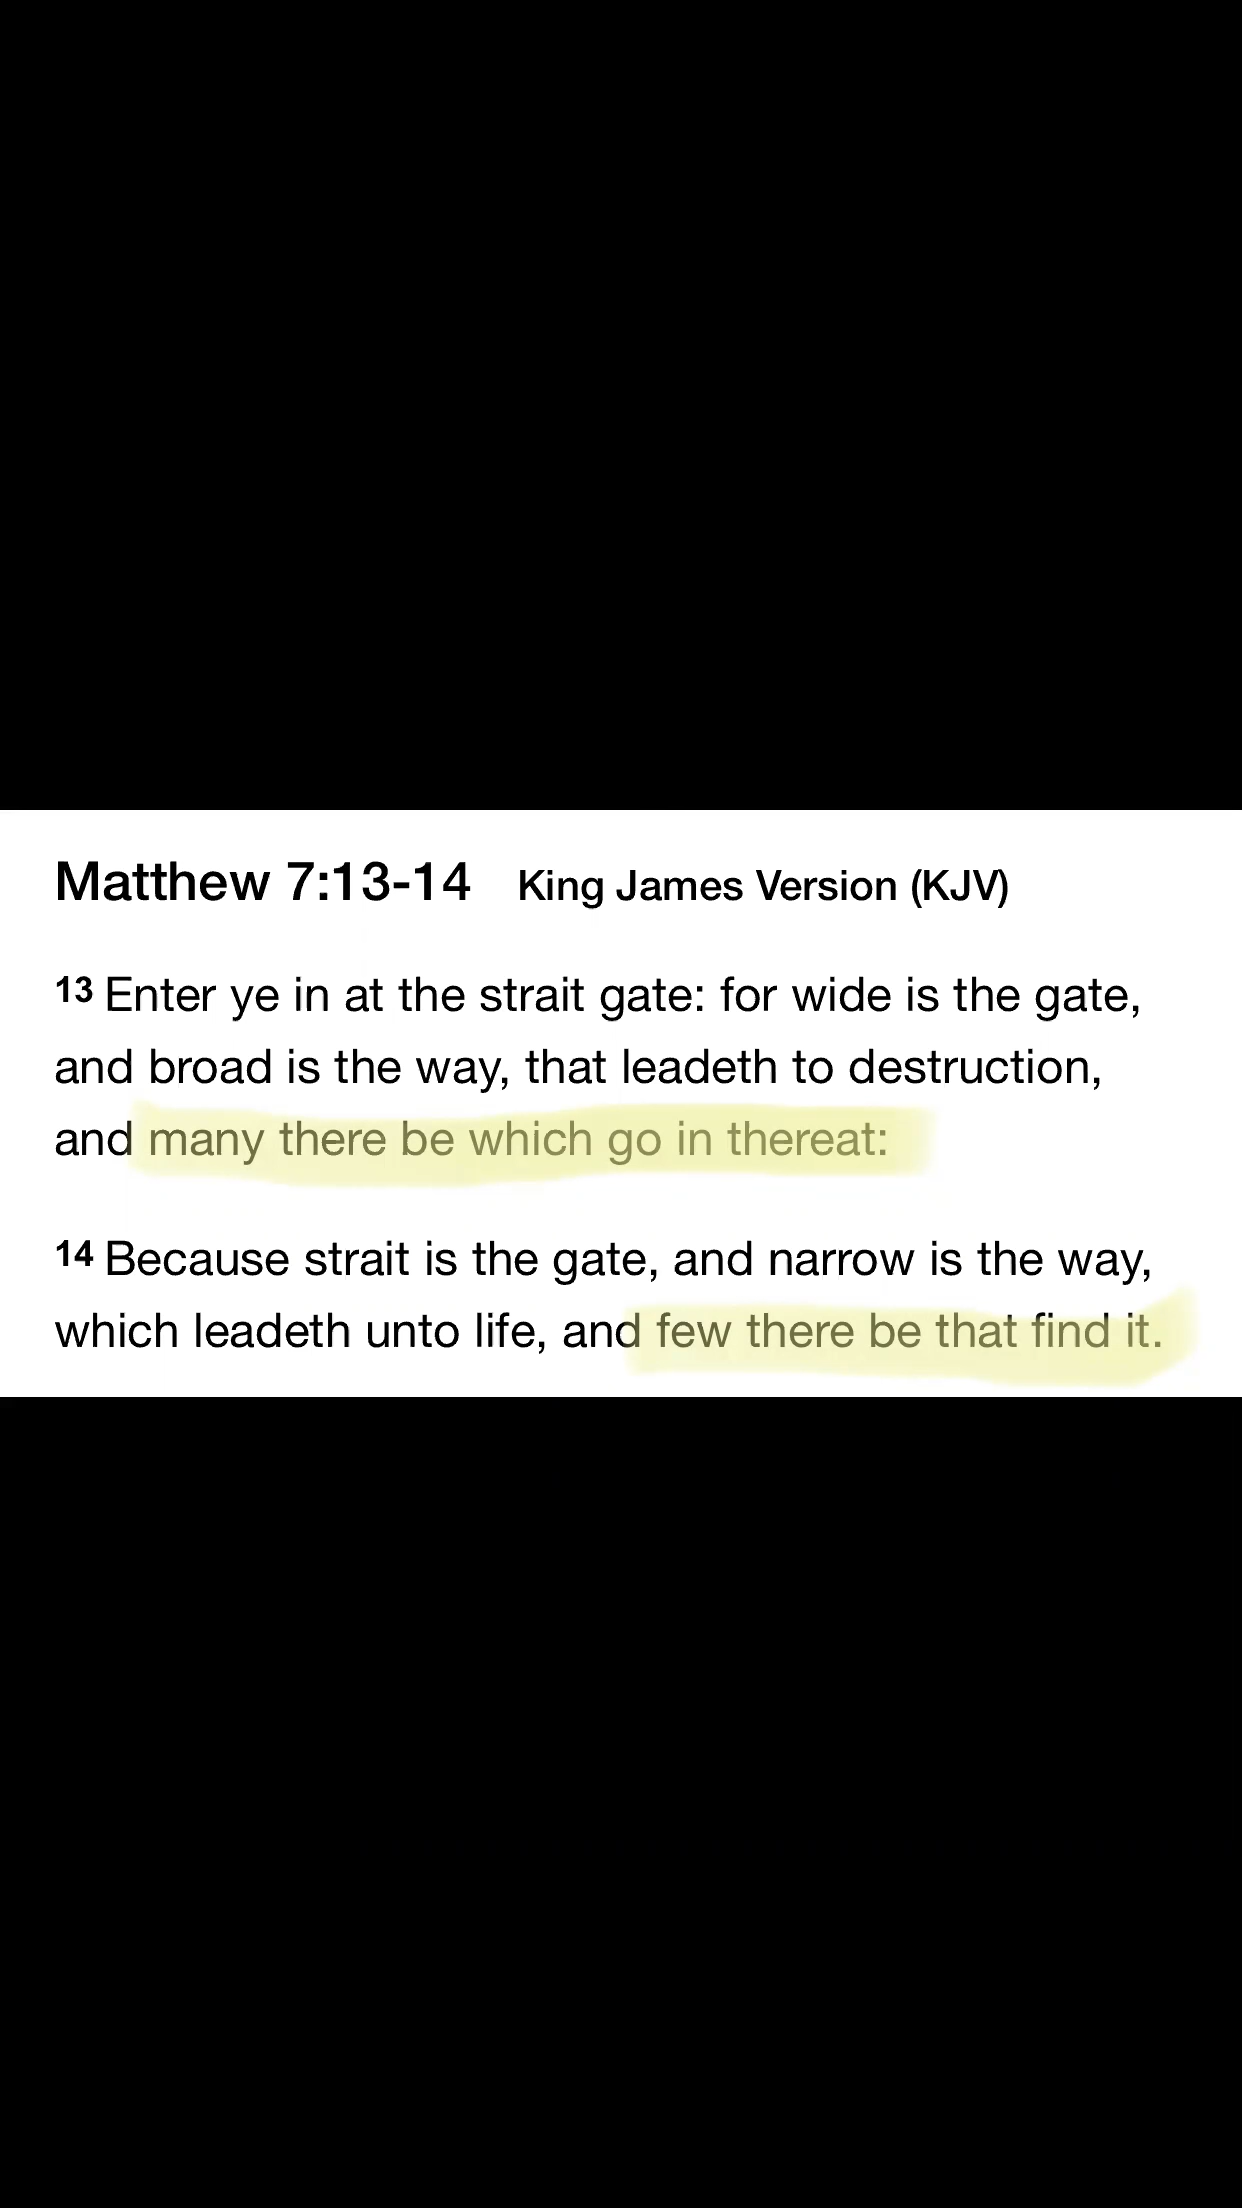 Matthew 7:13-14 King James Version (KJV)
13 Enter ye in at the strait gate: for wide is the gate,
and broad is the way, that leadeth to destruction,
and many there be which go in thereat:
14 Because strait is the gate, and narrow is the way,
which leadeth unto life, and few there be that find it.